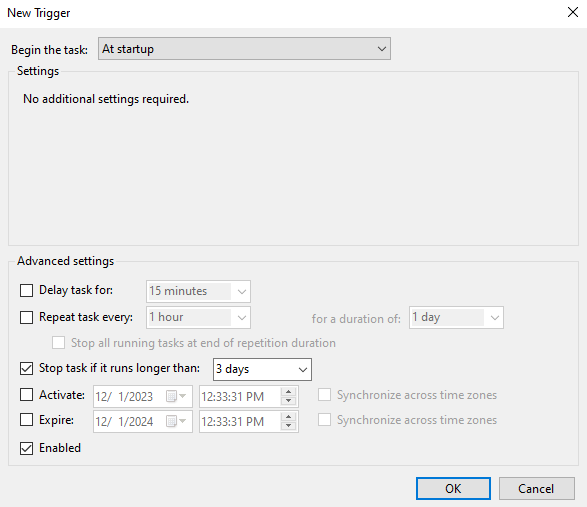 New Trigger
Begin the task: At startup
Settings
No additional settings required.
Advanced settings
Delay task for: 15 minutes
Repeat task every: 1 hour for a duration of: 1 day
Stop all running tasks at end of repetition duration
Stop task if it runs longer than: 3 days
Activate: 12/ 1/2023 12:33:31 PM Synchronize across time zones
Expire: 12/ 1/2024 12:33:31 PM Synchronize across time zones
Enabled
OK Cancel